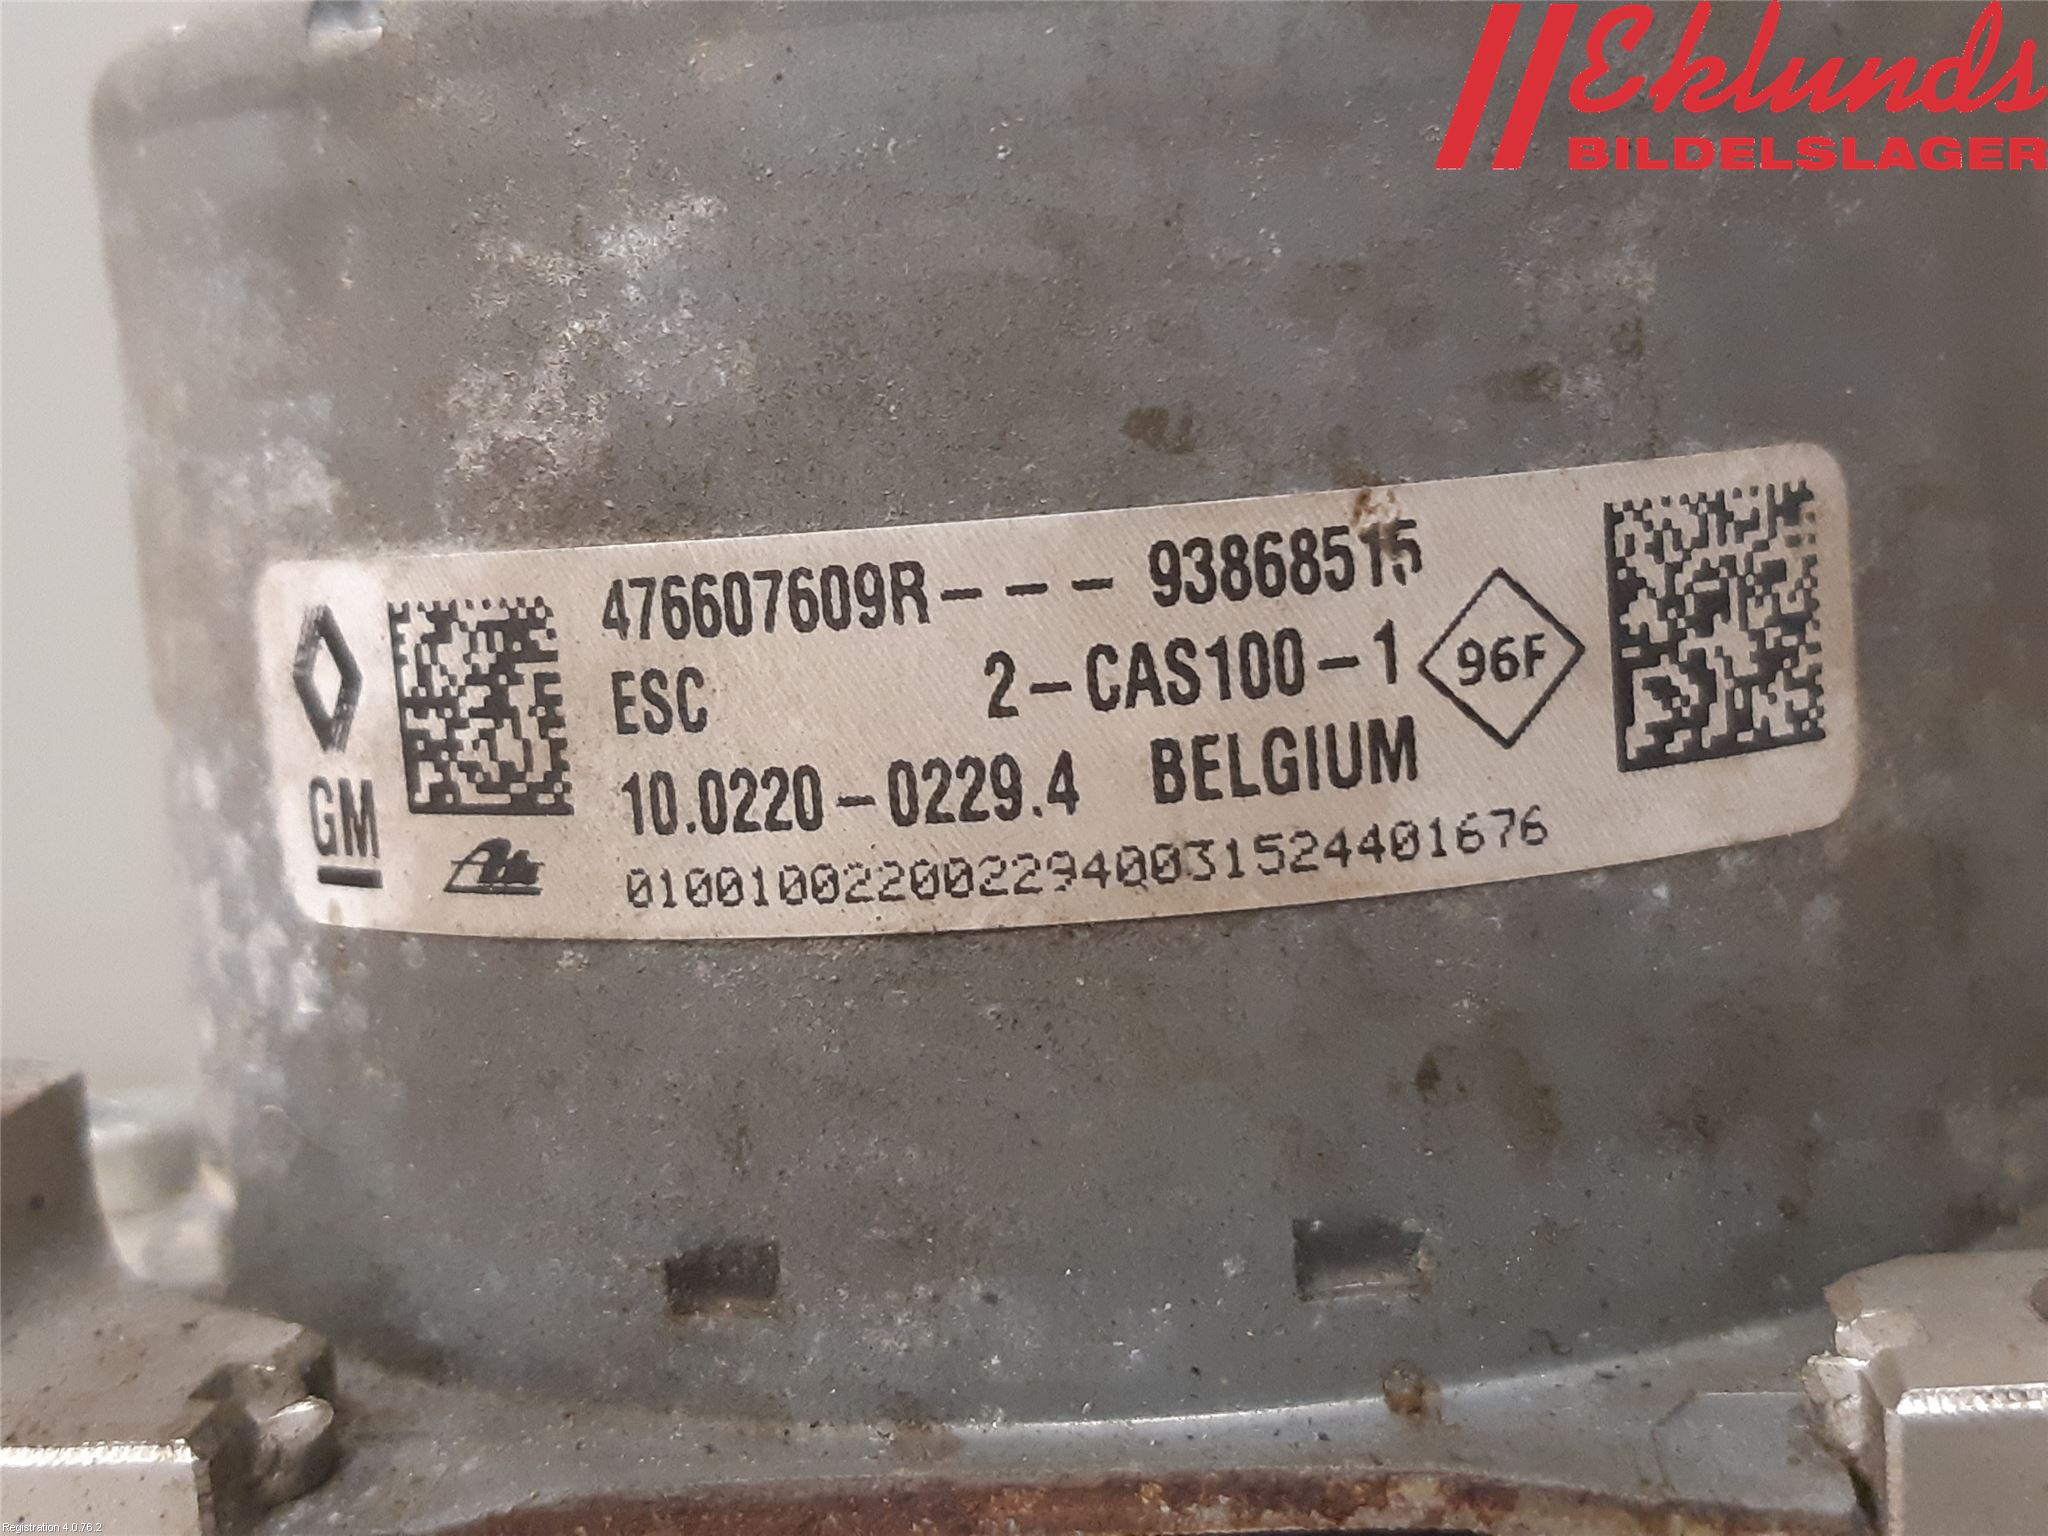 Eklunds
BILDELSLAGER
476607609R--- 93868515
ESC 2-CAS100-1
96F
10.0220-0229.4 BELGIUM
GM
Ate
0100100220022940031524401676
Registration 4.0.76.2